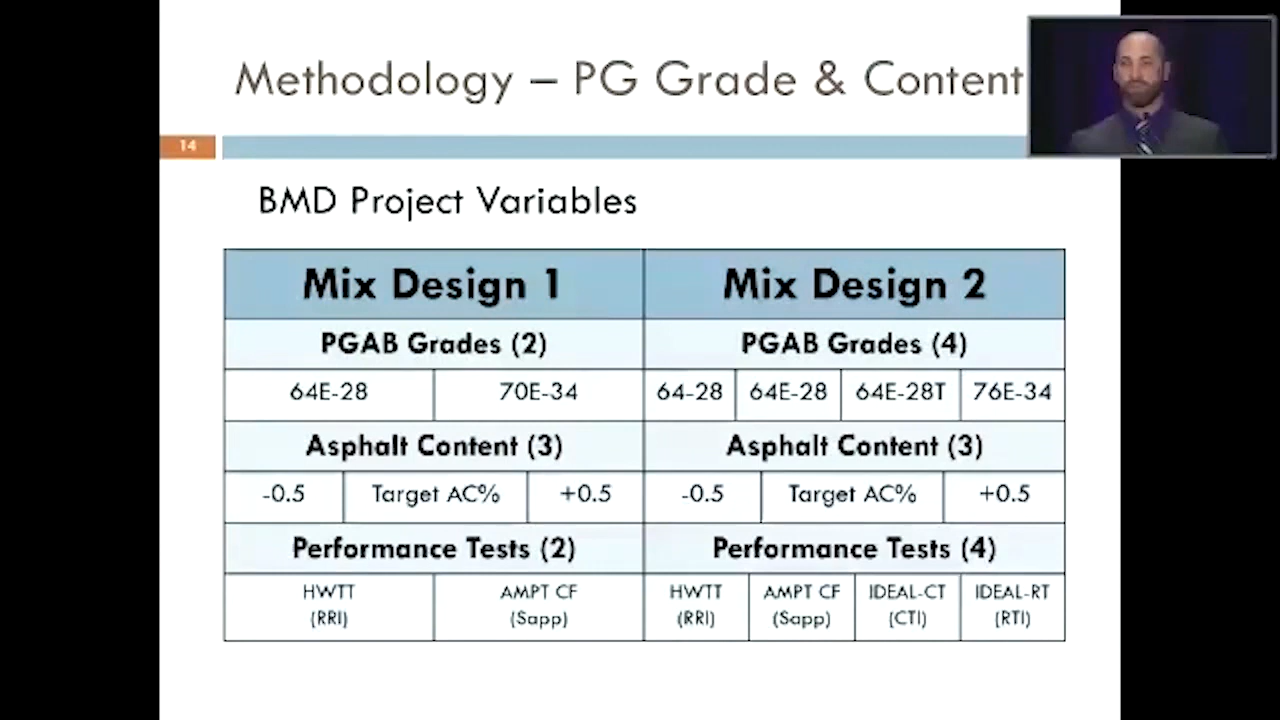 Methodology – PG Grade & Content
14
BMD Project Variables
Mix Design 1 Mix Design 2
PGAB Grades (2) PGAB Grades (4)
64E-28 70E-34 64-28 64E-28 64E-28T 76E-34
Asphalt Content (3) Asphalt Content (3)
-0.5 Target AC% +0.5 -0.5 Target AC% +0.5
Performance Tests (2) Performance Tests (4)
HWTT AMPT CF HWTT AMPT CF IDEAL-CT IDEAL-RT
(RRI) (Sapp) (RRI) (Sapp) (CTI) (RTI)